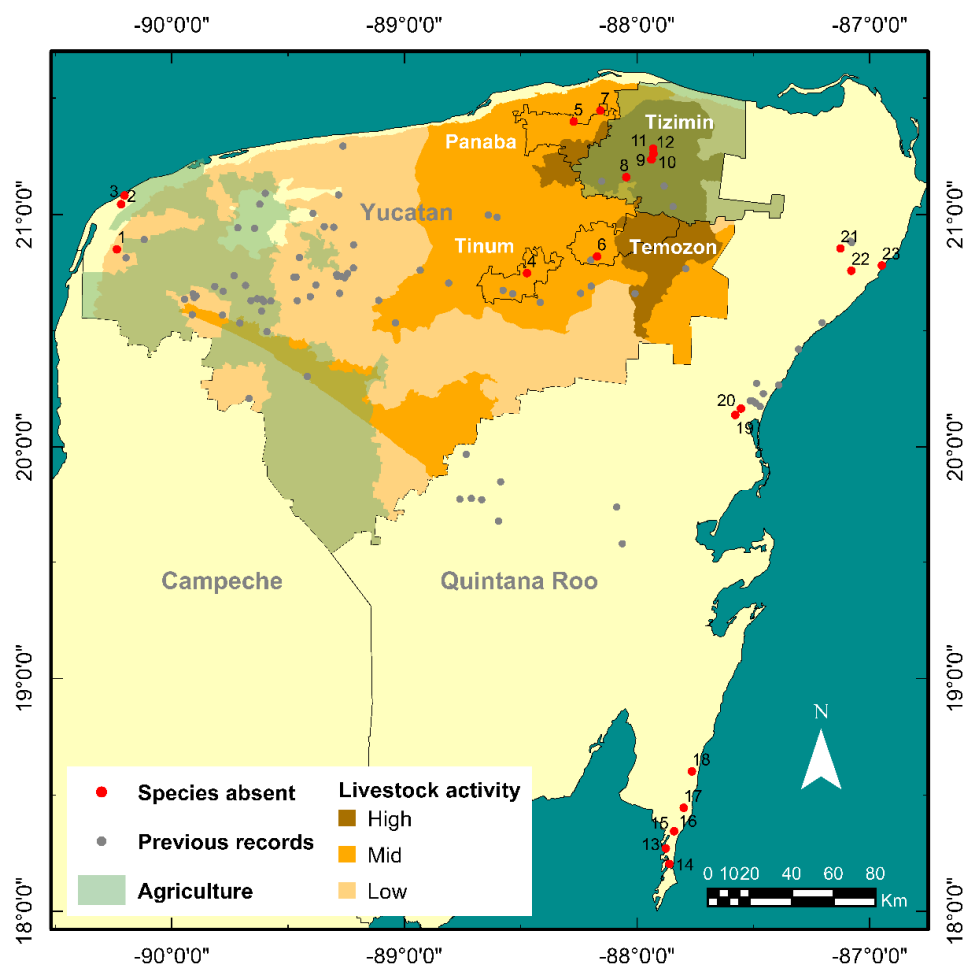 -90°0'0" -89°0'0" -88°0'0" -87°0'0"
21°0'0" 21°0'0"
20°0'0" 20°0'0"
19°0'0" 19°0'0"
18°0'0" 18°0'0"
5 7
Panaba
Tizimin
11 12
9 10
8
3 2
Yucatan
1
Tinum
6
Temozon
4
21
22 23
20
19
Campeche
Quintana Roo
18
17
15 16
13
14
N
0 10 20 40 60 80
Km
Species absent
Previous records
Agriculture
Livestock activity
High
Mid
Low
-90°0'0" -89°0'0" -88°0'0" -87°0'0"